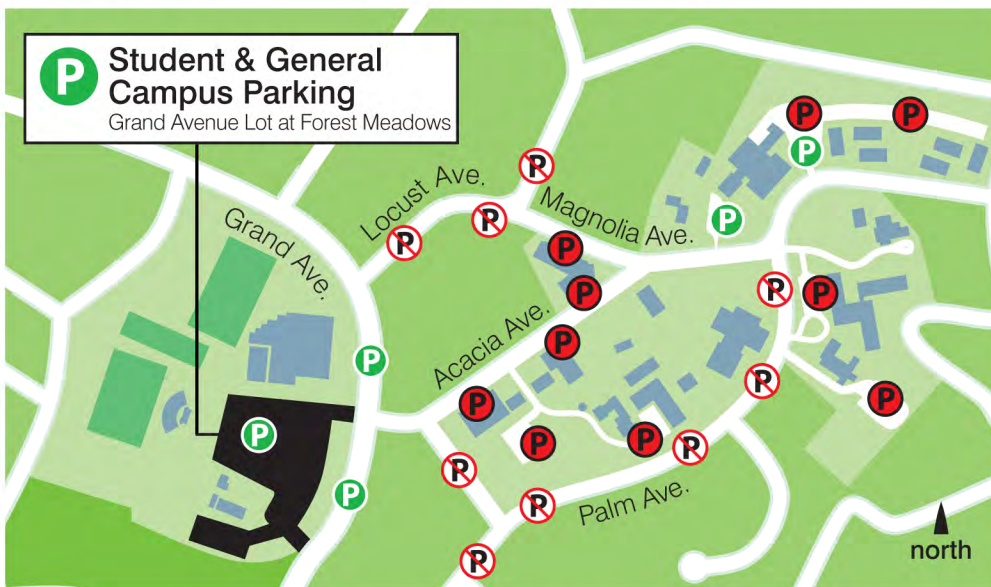 P Student & General
Campus Parking
Grand Avenue Lot at Forest Meadows
P
P
P
P
P
Locust Ave.
P
P
P
Magnolia Ave.
P
P
Grand Ave.
P
P
P
P
P
P
Acacia Ave.
P
P
P
P
P
P
P
P
P
P
Palm Ave.
P
north